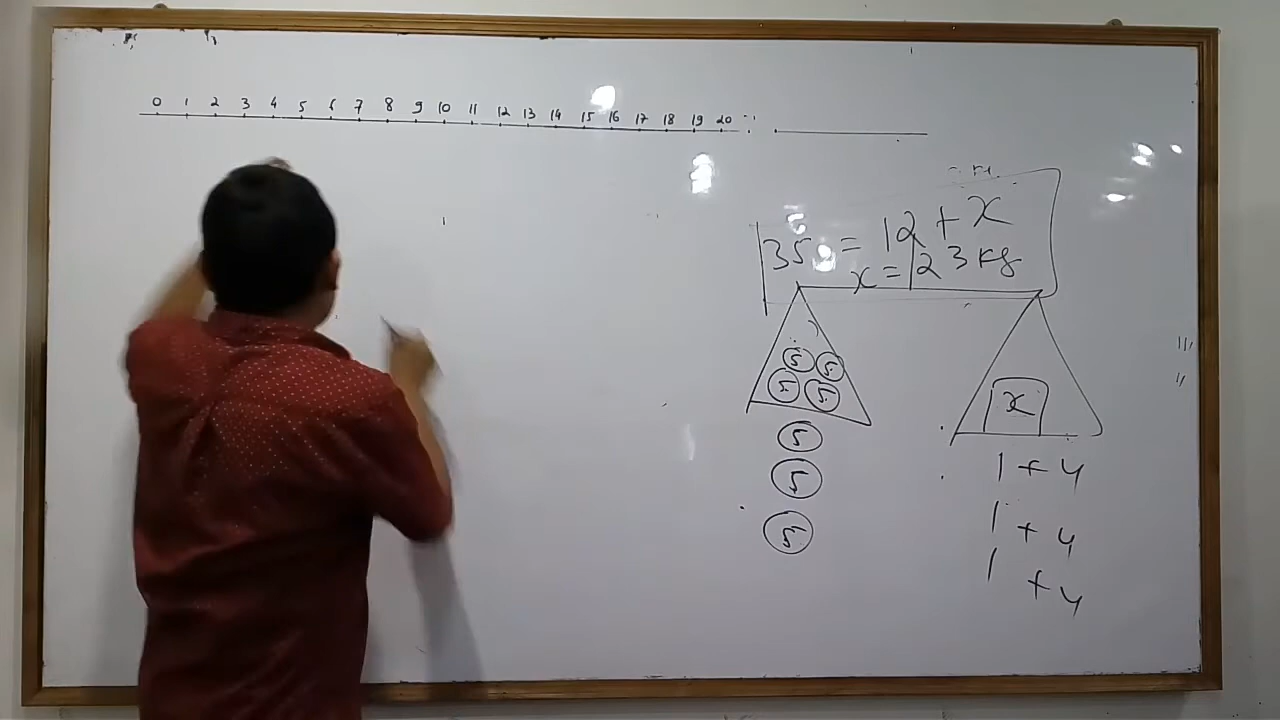 0 1 2 3 4 5 6 7 8 9 10 11 12 13 14 15 16 17 18 19 20
35 = 12 + x
x = 23 kg
5 5
5 5
x
5
1 + 4
5
1 + 4
5
1 + 4